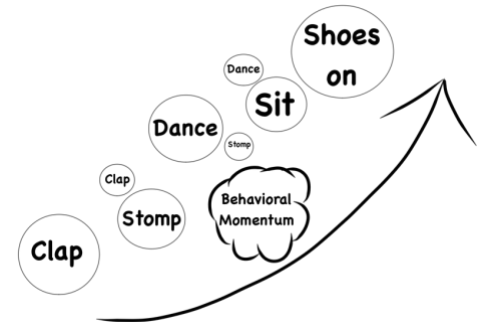 Shoes
on
Dance
Sit
Dance
Stomp
Clap
Stomp
Behavioral
Momentum
Clap